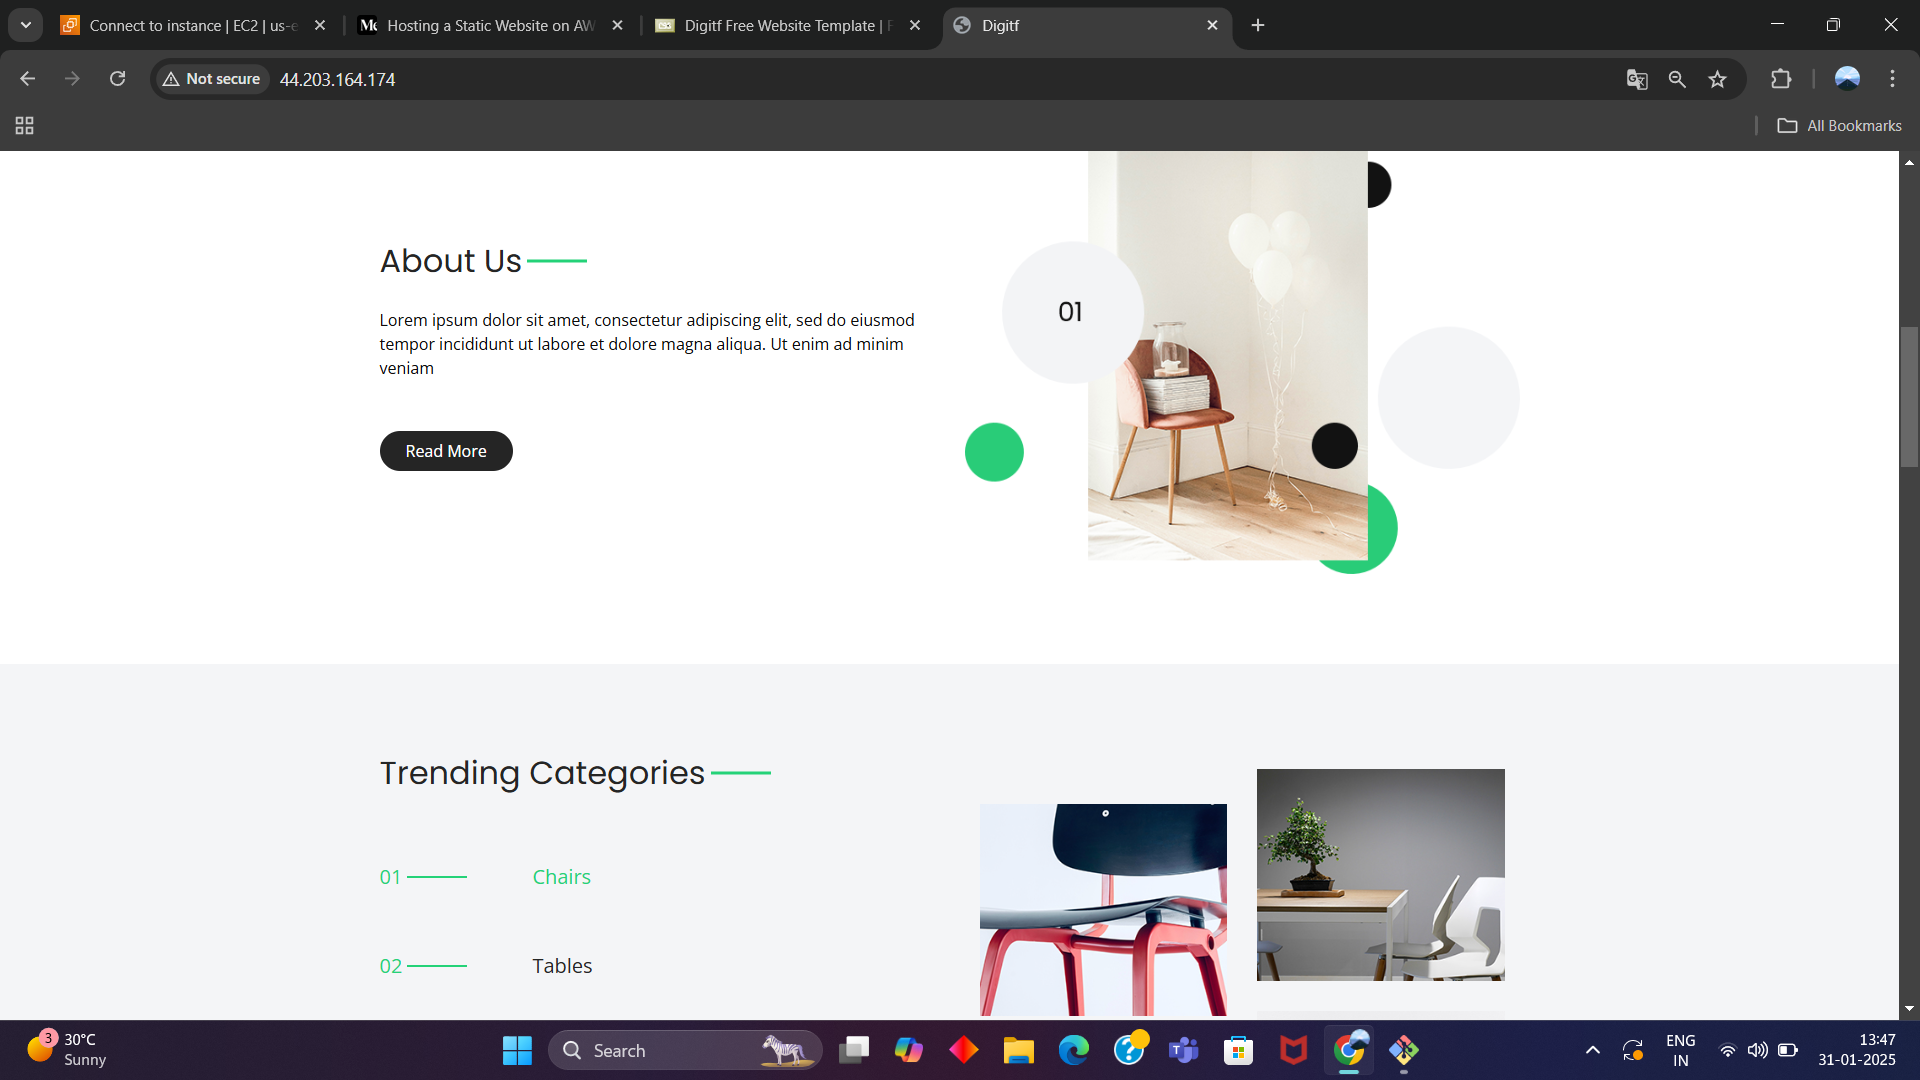 Connect to instance | EC2 | us-e
Hosting a Static Website on AW
Digitf Free Website Template | F
Digitf
Not secure
44.203.164.174
All Bookmarks
About Us
01
Lorem ipsum dolor sit amet, consectetur adipiscing elit, sed do eiusmod
tempor incididunt ut labore et dolore magna aliqua. Ut enim ad minim
veniam
Read More
Trending Categories
01
Chairs
02
Tables
3
30°C
Sunny
Search
ENG
IN
13:47
31-01-2025